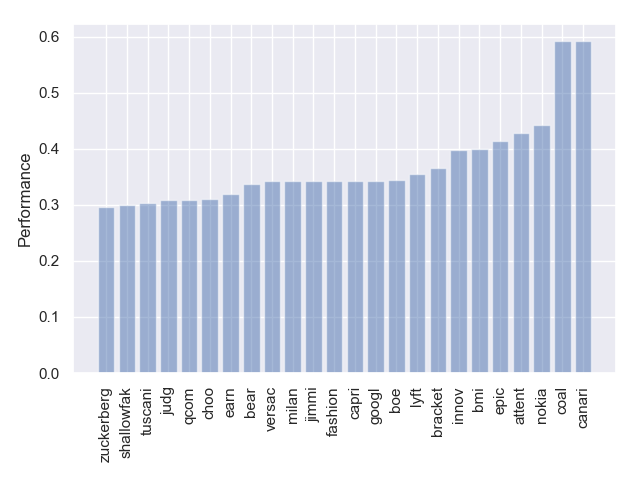 0.6
0.5
0.4
0.3
0.2
0.1
0.0
Performance
zuckerberg
shallowfak
tuscani
judg
qcom
choo
earn
bear
versac
milan
jimmi
fashion
capri
googl
boe
lyft
bracket
innov
bmi
epic
attent
nokia
coal
canari